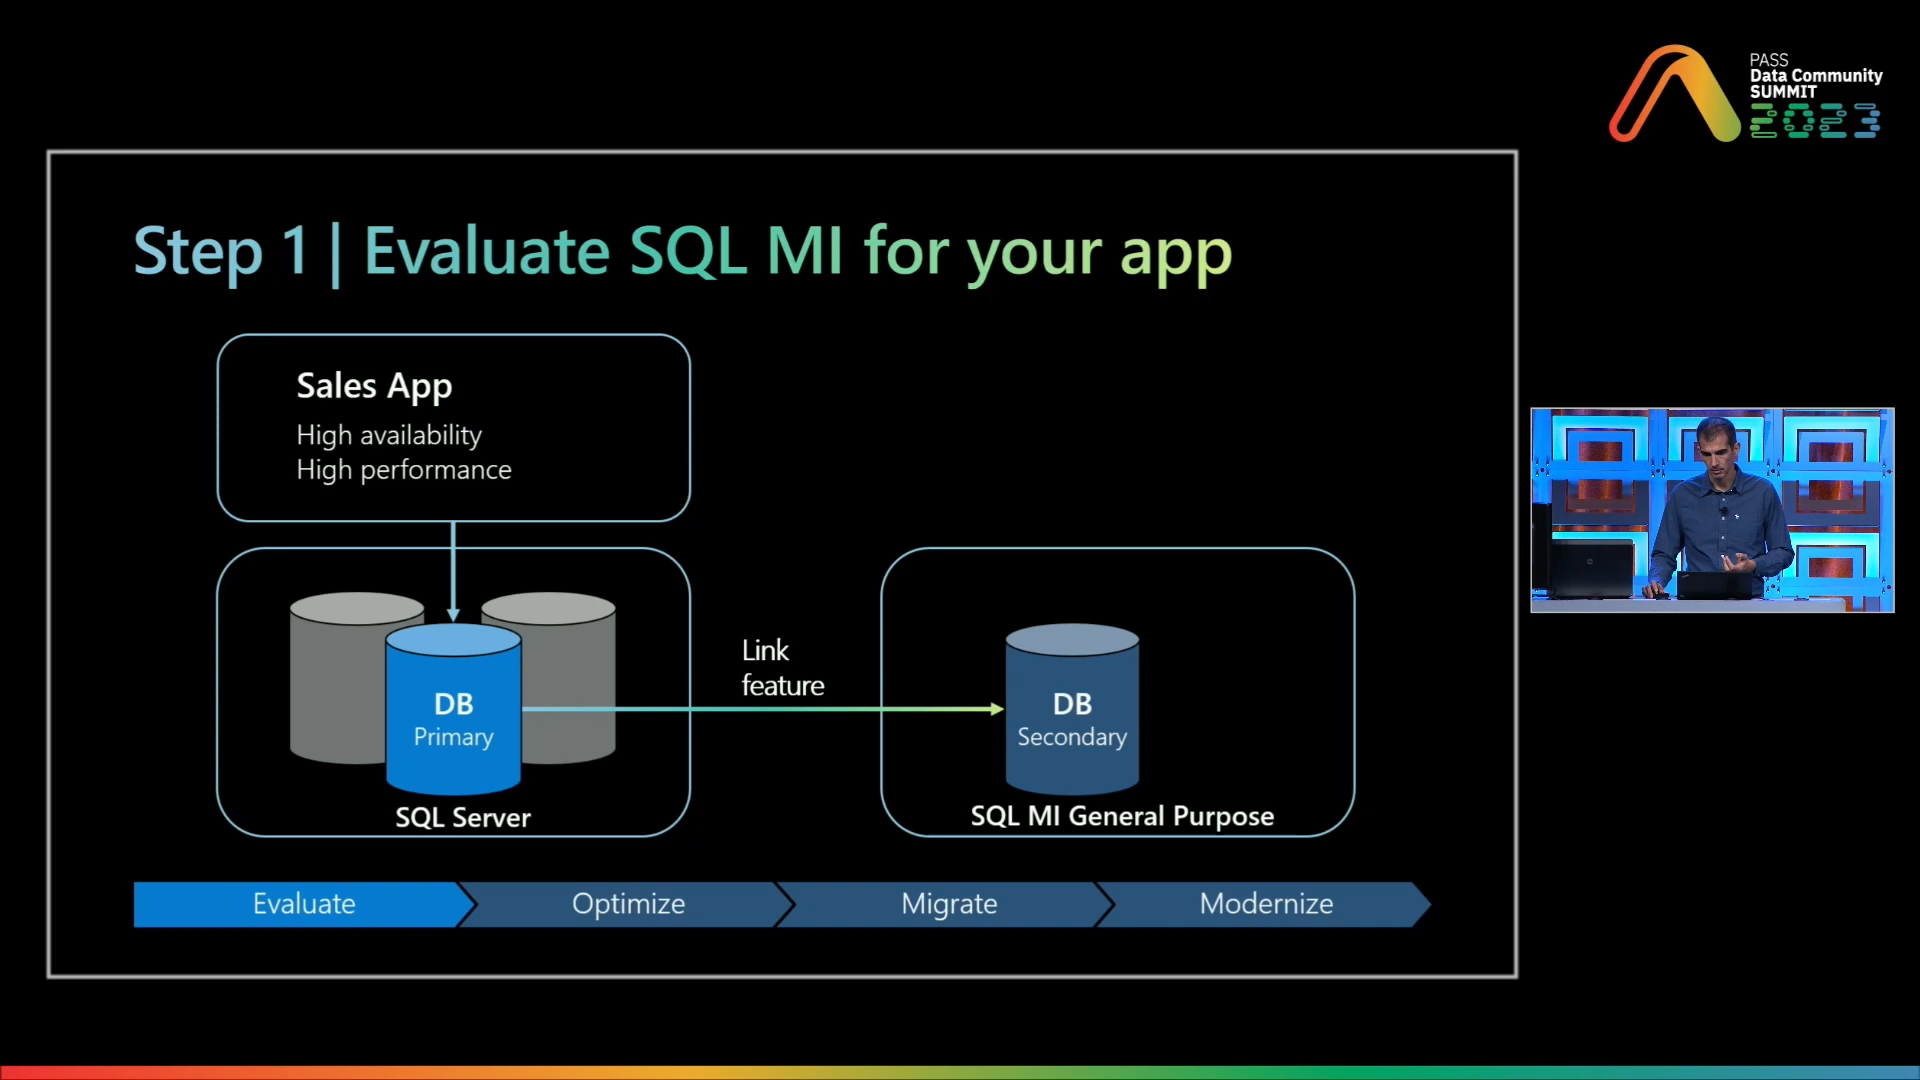 PASS
Data Community
SUMMIT
2023
Step 1 | Evaluate SQL MI for your app
Sales App
High availability
High performance
Link
feature
DB
Primary
SQL Server
DB
Secondary
SQL MI General Purpose
Evaluate
Optimize
Migrate
Modernize